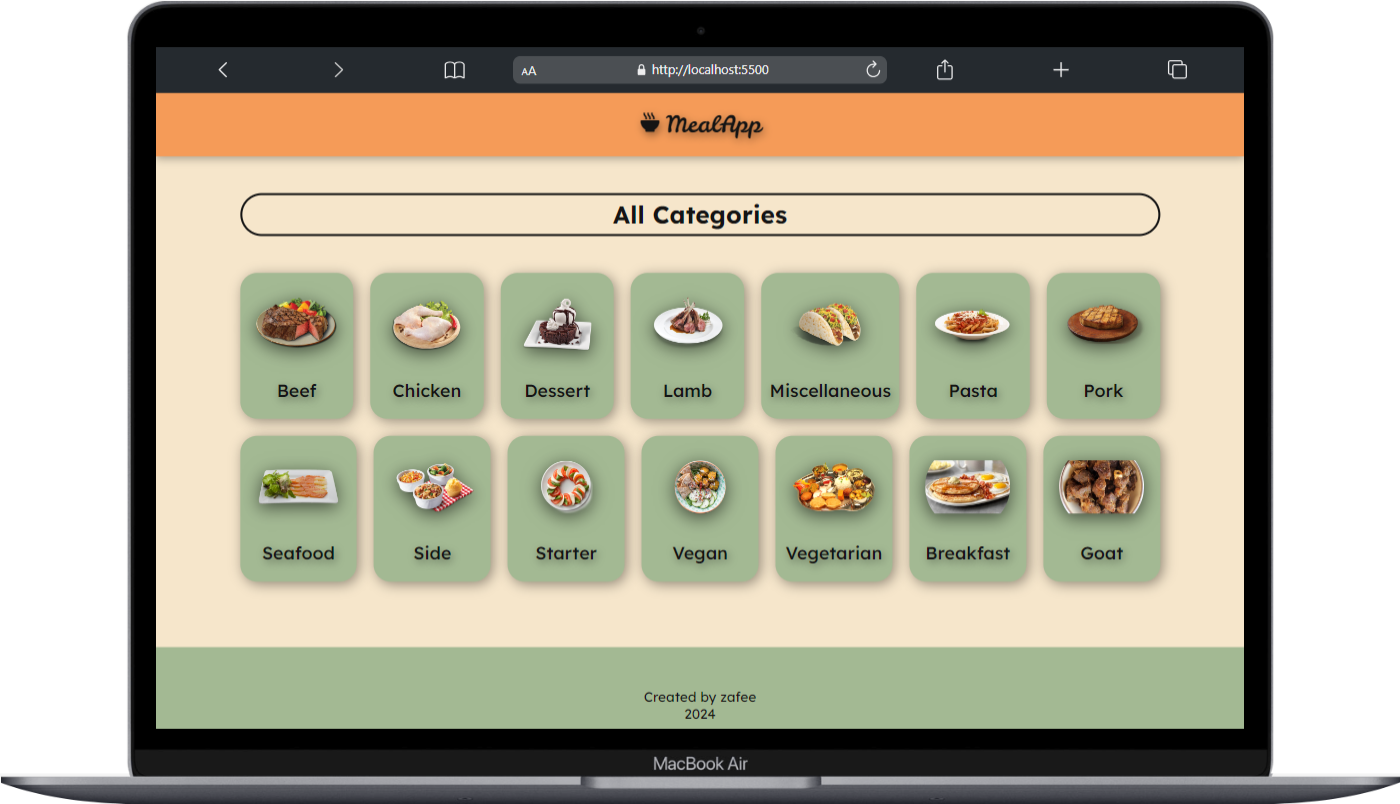 AA http://localhost:5500
MealApp
All Categories
Beef Chicken Dessert Lamb Miscellaneous Pasta Pork
Seafood Side Starter Vegan Vegetarian Breakfast Goat
Created by zafee
2024
MacBook Air